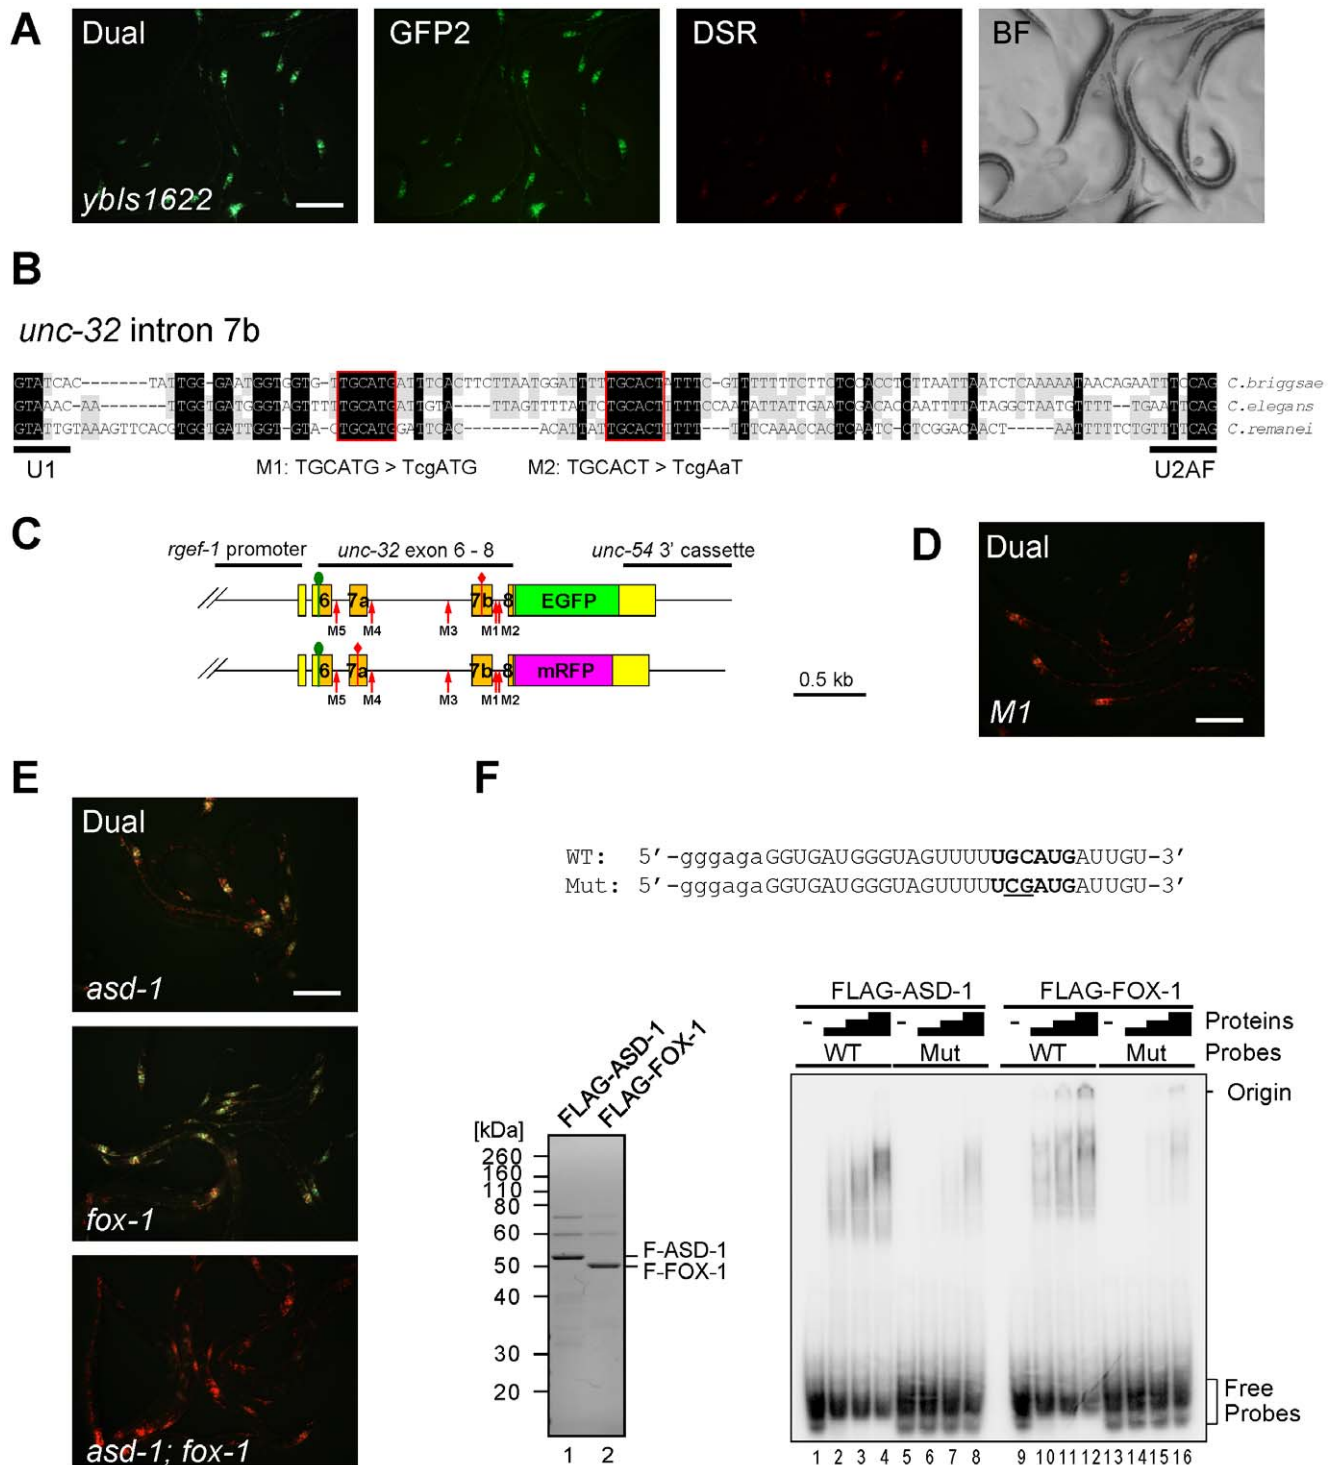 A
Dual
GFP2
DSR
BF
ybIs1622
B
unc-32 intron 7b
C.briggsae
C.elegans
C.remanei
U1
M1: TGCATG > TcgATG
M2: TGCACT > TcgAaT
U2AF
C
rgef-1 promoter
unc-32 exon 6 - 8
unc-54 3' cassette
6 7a 7b 8 EGFP
M5 M4 M3 M1 M2
6 7a 7b 8 mRFP
M5 M4 M3 M1 M2
0.5 kb
D
Dual
M1
E
Dual
asd-1
fox-1
asd-1; fox-1
F
WT: 5′-gggagaGGUGAUGGGUAGUUUUUGCAUGAUUGU-3′
Mut: 5′-gggagaGGUGAUGGGUAGUUUUUCGAUGAUUGU-3′
FLAG-ASD-1
FLAG-FOX-1
[kDa]
260
160
110
80
60
50
40
30
20
F-ASD-1
F-FOX-1
1 2
FLAG-ASD-1 FLAG-FOX-1
- - - - Proteins
WT Mut WT Mut Probes
Origin
Free
Probes
1 2 3 4 5 6 7 8 9 10 11 12 13 14 15 16